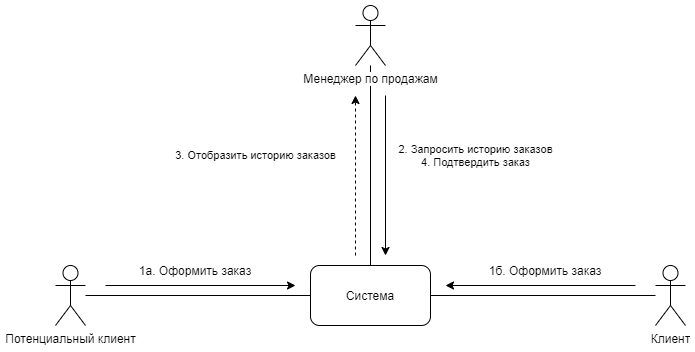 Менеджер по продажам
3. Отобразить историю заказов
2. Запросить историю заказов
4. Подтвердить заказ
1а. Оформить заказ
1б. Оформить заказ
Система
Потенциальный клиент
Клиент